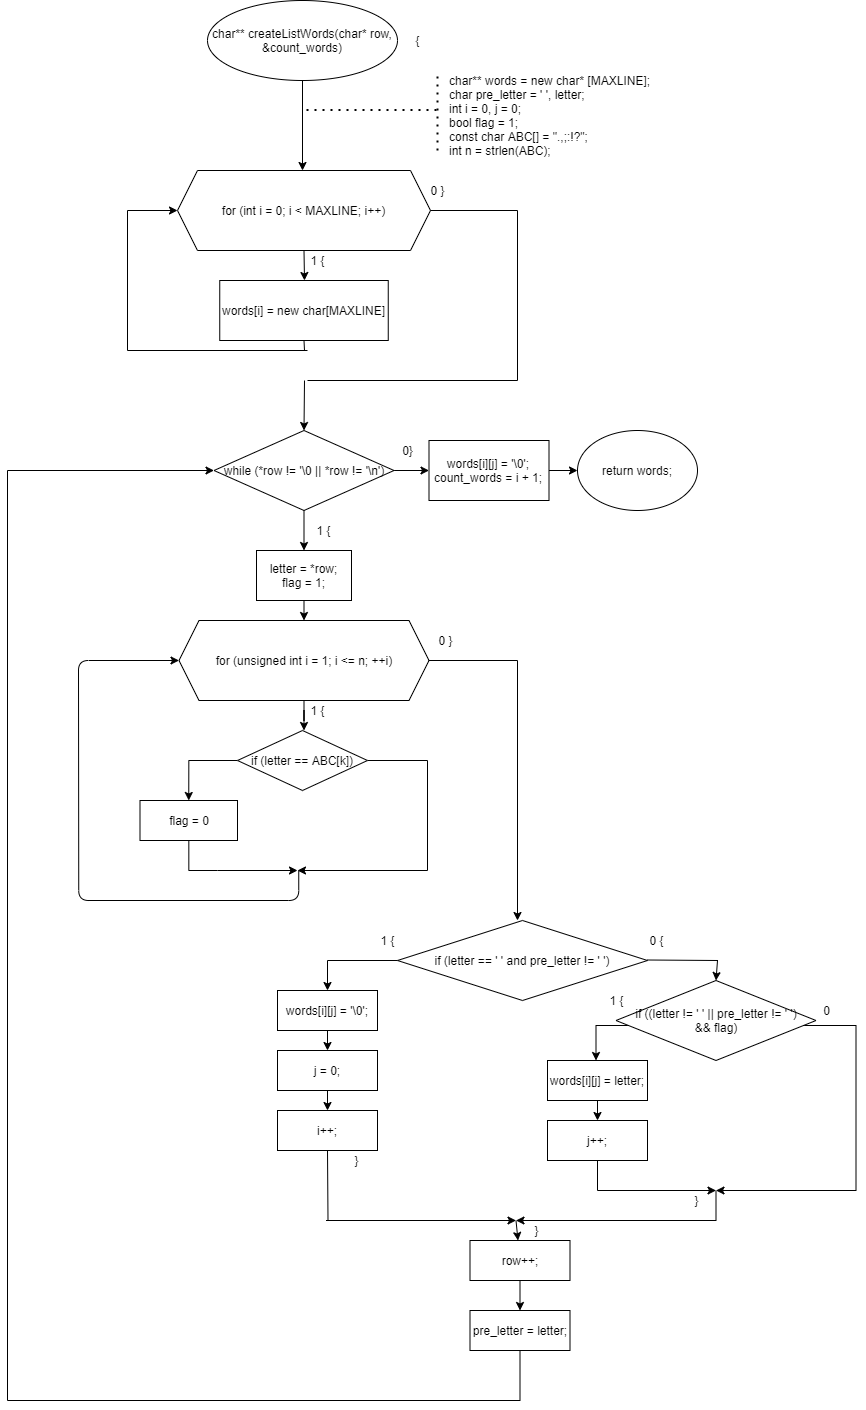 char** createListWords(char* row,
&count_words)
{
char** words = new char* [MAXLINE];
char pre_letter = ' ', letter;
int i = 0, j = 0;
bool flag = 1;
const char ABC[] = ".,;:!?";
int n = strlen(ABC);
0 }
for (int i = 0; i < MAXLINE; i++)
1 {
words[i] = new char[MAXLINE]
while (*row != '\0 || *row != '\n')
0}
words[i][j] = '\0';
count_words = i + 1;
return words;
1 {
letter = *row;
flag = 1;
0 }
for (unsigned int i = 1; i <= n; ++i)
1 {
if (letter == ABC[k])
flag = 0
1 {
if (letter == ' ' and pre_letter != ' ')
0 {
words[i][j] = '\0';
j = 0;
i++;
}
1 {
if ((letter != ' ' || pre_letter != ' ')
&& flag)
0
words[i][j] = letter;
j++;
}
}
row++;
pre_letter = letter;